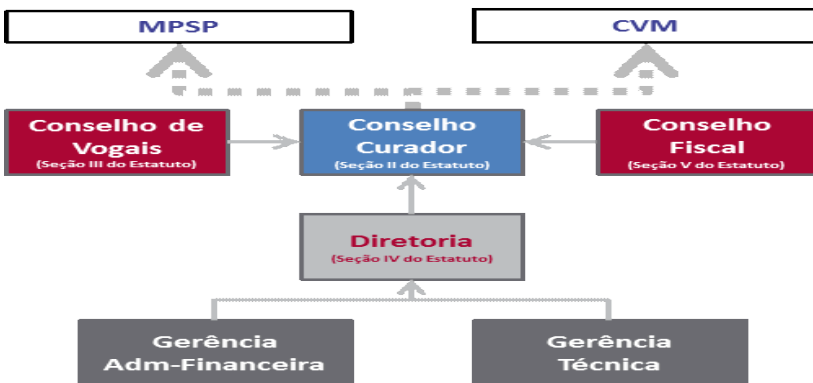 MPSP
CVM
Conselho de
Vogais
(Seção III do Estatuto)
Conselho
Curador
(Seção II do Estatuto)
Conselho
Fiscal
(Seção V do Estatuto)
Diretoria
(Seção IV do Estatuto)
Gerência
Adm-Financeira
Gerência
Técnica